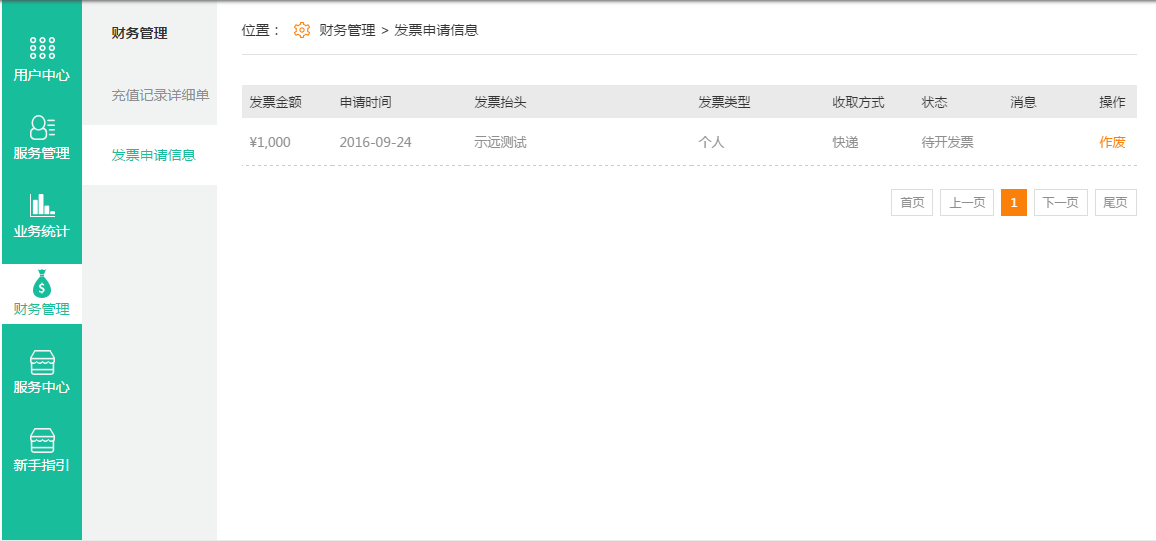 用户中心
服务管理
业务统计
财务管理
服务中心
新手指引
财务管理
充值记录详细单
发票申请信息
位置： 财务管理 > 发票申请信息
发票金额 申请时间 发票抬头 发票类型 收取方式 状态 消息 操作
¥1,000 2016-09-24 示远测试 个人 快递 待开发票 作废
首页 上一页 1 下一页 尾页